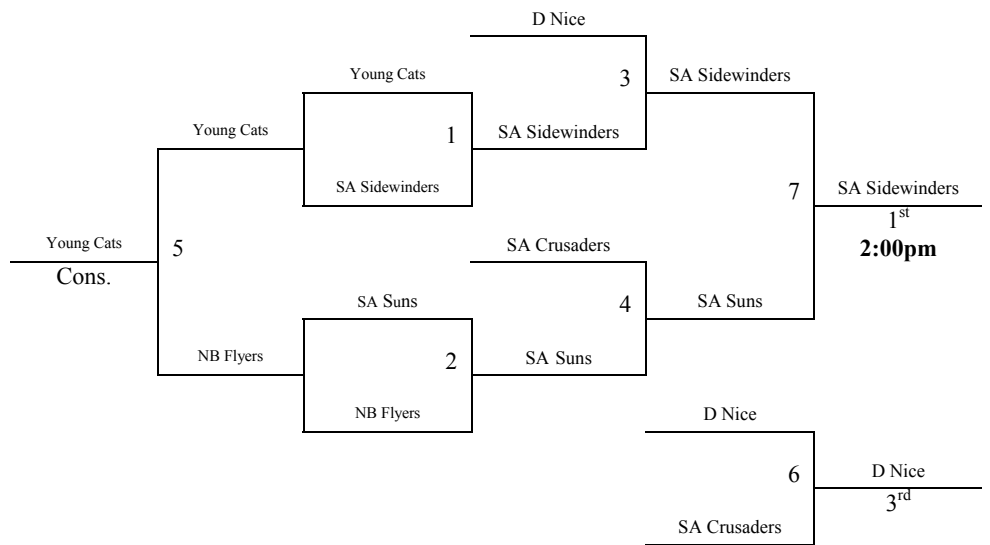 D Nice
Young Cats
3
SA Sidewinders
Young Cats
1
SA Sidewinders
SA Sidewinders
7
SA Sidewinders
1st
2:00pm
Young Cats
Cons.
5
SA Crusaders
SA Suns
4
SA Suns
NB Flyers
2
SA Suns
NB Flyers
D Nice
6
D Nice
3rd
SA Crusaders